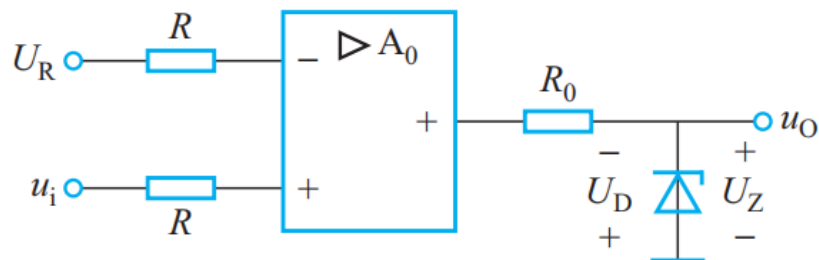 R
U_R
− ▷ A_0
R_0
+
u_O
− +
u_i
+
U_D
U_Z
R
+ −